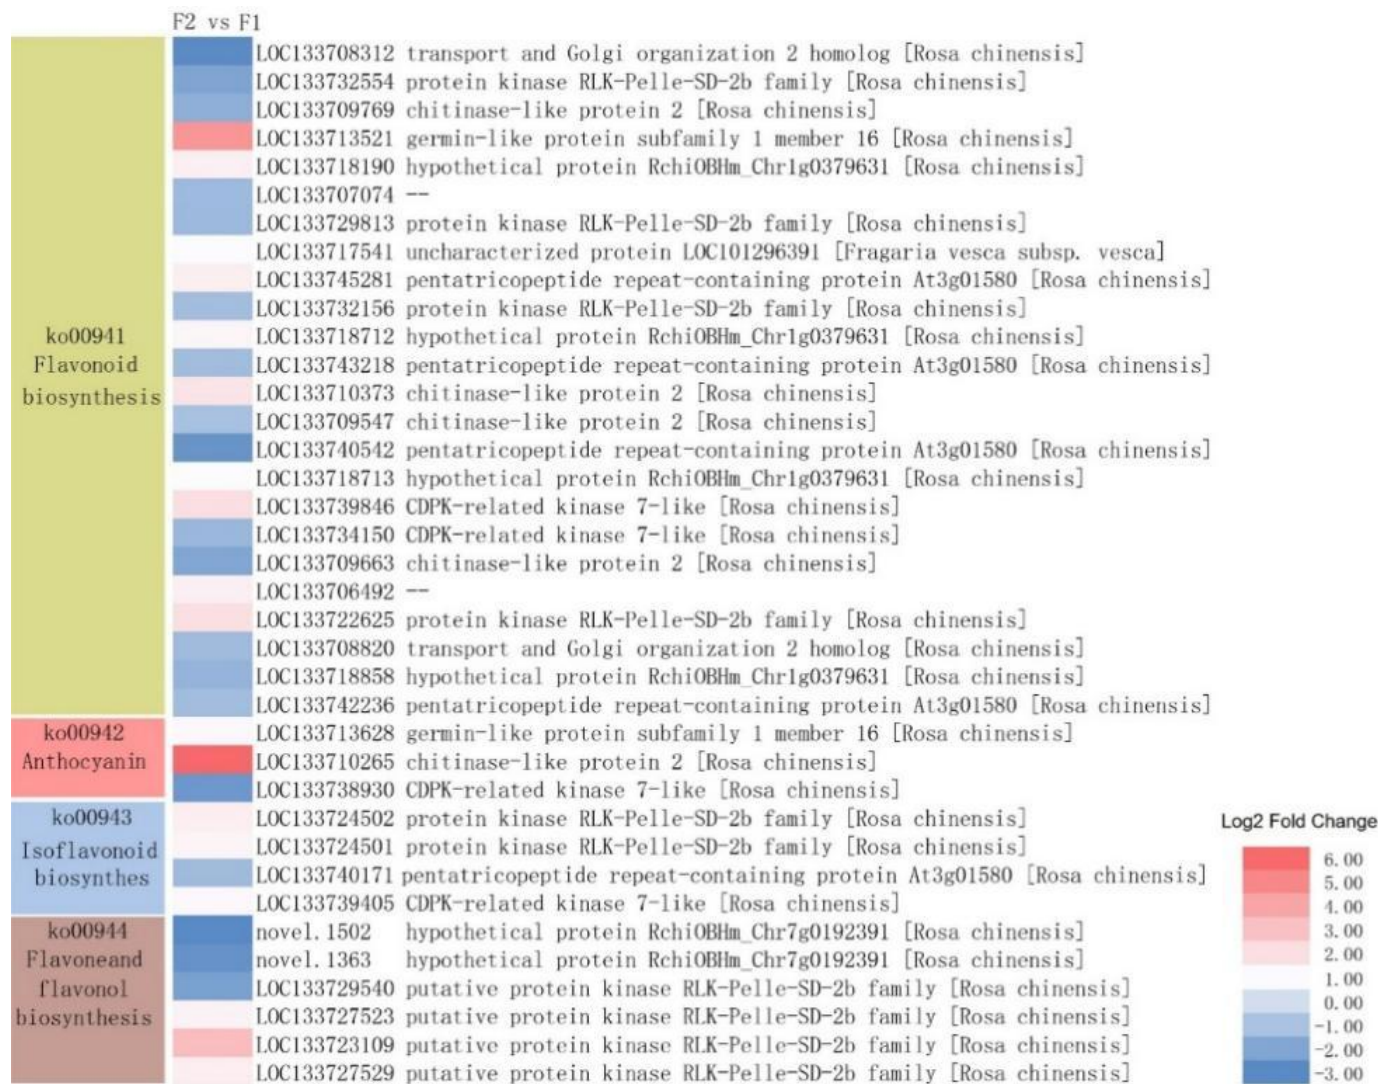 F2 vs F1
LOC133708312 transport and Golgi organization 2 homolog [Rosa chinensis]
LOC133732554 protein kinase RLK-Pelle-SD-2b family [Rosa chinensis]
LOC133709769 chitinase-like protein 2 [Rosa chinensis]
LOC133713521 germin-like protein subfamily 1 member 16 [Rosa chinensis]
LOC133718190 hypothetical protein RchiOBHm_Chr1g0379631 [Rosa chinensis]
LOC133707074 --
LOC133729813 protein kinase RLK-Pelle-SD-2b family [Rosa chinensis]
LOC133717541 uncharacterized protein LOC101296391 [Fragaria vesca subsp. vesca]
LOC133745281 pentatricopeptide repeat-containing protein At3g01580 [Rosa chinensis]
LOC133732156 protein kinase RLK-Pelle-SD-2b family [Rosa chinensis]
LOC133718712 hypothetical protein RchiOBHm_Chr1g0379631 [Rosa chinensis]
LOC133743218 pentatricopeptide repeat-containing protein At3g01580 [Rosa chinensis]
LOC133710373 chitinase-like protein 2 [Rosa chinensis]
LOC133709547 chitinase-like protein 2 [Rosa chinensis]
LOC133740542 pentatricopeptide repeat-containing protein At3g01580 [Rosa chinensis]
LOC133718713 hypothetical protein RchiOBHm_Chr1g0379631 [Rosa chinensis]
LOC133739846 CDPK-related kinase 7-like [Rosa chinensis]
LOC133734150 CDPK-related kinase 7-like [Rosa chinensis]
LOC133709663 chitinase-like protein 2 [Rosa chinensis]
LOC133706492 --
LOC133722625 protein kinase RLK-Pelle-SD-2b family [Rosa chinensis]
LOC133708820 transport and Golgi organization 2 homolog [Rosa chinensis]
LOC133718858 hypothetical protein RchiOBHm_Chr1g0379631 [Rosa chinensis]
LOC133742236 pentatricopeptide repeat-containing protein At3g01580 [Rosa chinensis]
LOC133713628 germin-like protein subfamily 1 member 16 [Rosa chinensis]
LOC133710265 chitinase-like protein 2 [Rosa chinensis]
LOC133738930 CDPK-related kinase 7-like [Rosa chinensis]
LOC133724502 protein kinase RLK-Pelle-SD-2b family [Rosa chinensis]
LOC133724501 protein kinase RLK-Pelle-SD-2b family [Rosa chinensis]
LOC133740171 pentatricopeptide repeat-containing protein At3g01580 [Rosa chinensis]
LOC133739405 CDPK-related kinase 7-like [Rosa chinensis]
novel.1502 hypothetical protein RchiOBHm_Chr7g0192391 [Rosa chinensis]
novel.1363 hypothetical protein RchiOBHm_Chr7g0192391 [Rosa chinensis]
LOC133729540 putative protein kinase RLK-Pelle-SD-2b family [Rosa chinensis]
LOC133727523 putative protein kinase RLK-Pelle-SD-2b family [Rosa chinensis]
LOC133723109 putative protein kinase RLK-Pelle-SD-2b family [Rosa chinensis]
LOC133727529 putative protein kinase RLK-Pelle-SD-2b family [Rosa chinensis]
ko00941
Flavonoid
biosynthesis
ko00942
Anthocyanin
ko00943
Isoflavonoid
biosynthes
ko00944
Flavoneand
flavonol
biosynthesis
Log2 Fold Change
6.00
5.00
4.00
3.00
2.00
1.00
0.00
-1.00
-2.00
-3.00